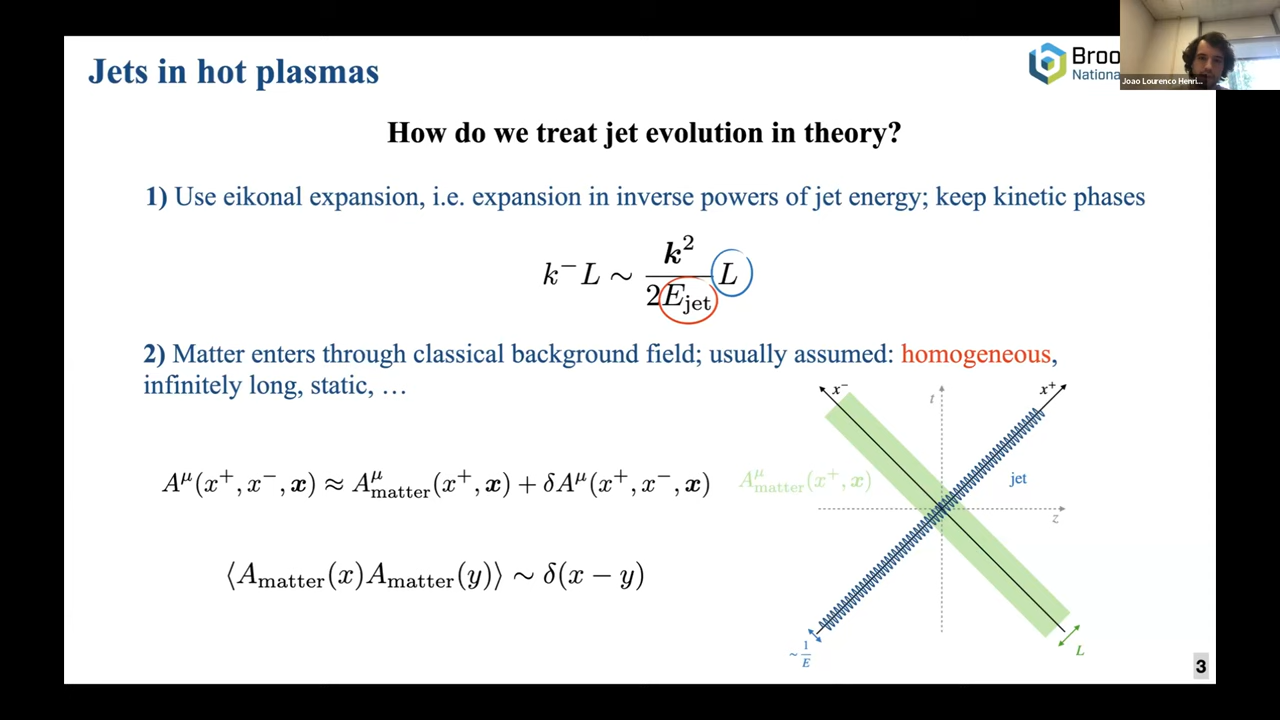 Jets in hot plasmas
Broo
National
Joao Lourenco Henri...
How do we treat jet evolution in theory?
1) Use eikonal expansion, i.e. expansion in inverse powers of jet energy; keep kinetic phases
k⁻L ∼ k² / 2E_jet L
2) Matter enters through classical background field; usually assumed: homogeneous,
infinitely long, static, …
x⁻
t
x⁺
A^μ(x⁺, x⁻, x) ≈ A^μ_matter(x⁺, x) + δA^μ(x⁺, x⁻, x)
A^μ_matter(x⁺, x)
jet
z
⟨A_matter(x)A_matter(y)⟩ ∼ δ(x − y)
∼ 1/E
L
3